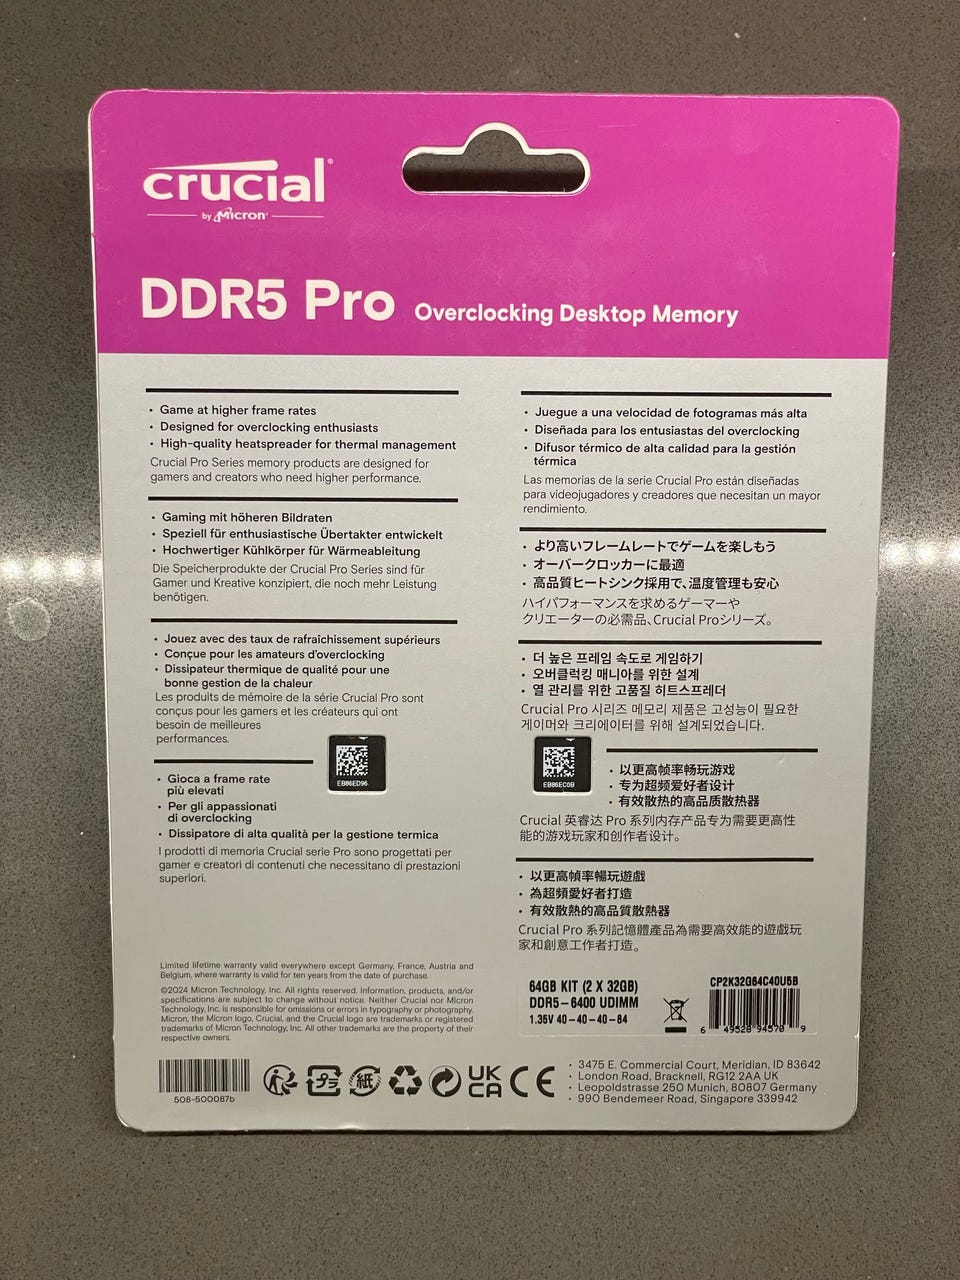 crucial®
by Micron®
DDR5 Pro Overclocking Desktop Memory
• Game at higher frame rates
• Designed for overclocking enthusiasts
• High-quality heatspreader for thermal management
Crucial Pro Series memory products are designed for
gamers and creators who need higher performance.
• Gaming mit höheren Bildraten
• Speziell für enthusiastische Übertakter entwickelt
• Hochwertiger Kühlkörper für Wärmeableitung
Die Speicherprodukte der Crucial Pro Series sind für
Gamer und Kreative konzipiert, die noch mehr Leistung
benötigen.
• Jouez avec des taux de rafraîchissement supérieurs
• Conçue pour les amateurs d'overclocking
• Dissipateur thermique de qualité pour une
bonne gestion de la chaleur
Les produits de mémoire de la série Crucial Pro sont
conçus pour les gamers et les créateurs qui ont
besoin de meilleures
performances.
EB86ED96
• Gioca a frame rate
più elevati
• Per gli appassionati
di overclocking
• Dissipatore di alta qualità per la gestione termica
I prodotti di memoria Crucial serie Pro sono progettati per
gamer e creatori di contenuti che necessitano di prestazioni
superiori.
• Juegue a una velocidad de fotogramas más alta
• Diseñada para los entusiastas del overclocking
• Difusor térmico de alta calidad para la gestión
térmica
Las memorias de la serie Crucial Pro están diseñadas
para videojugadores y creadores que necesitan un mayor
rendimiento.
• より高いフレームレートでゲームを楽しもう
• オーバークロッカーに最適
• 高品質ヒートシンク採用で、温度管理も安心
ハイパフォーマンスを求めるゲーマーや
クリエーターの必需品、Crucial Proシリーズ。
• 더 높은 프레임 속도로 게임하기
• 오버클럭킹 매니아를 위한 설계
• 열 관리를 위한 고품질 히트스프레더
Crucial Pro 시리즈 메모리 제품은 고성능이 필요한
게이머와 크리에이터를 위해 설계되었습니다.
EB86EC0B
• 以更高帧率畅玩游戏
• 专为超频爱好者设计
• 有效散热的高品质散热器
Crucial 英睿达 Pro 系列内存产品专为需要更高性
能的游戏玩家和创作者设计。
• 以更高幀率暢玩遊戲
• 為超頻愛好者打造
• 有效散熱的高品質散熱器
Crucial Pro 系列記憶體產品為需要高效能的遊戲玩
家和創意工作者打造。
Limited lifetime warranty valid everywhere except Germany, France, Austria and
Belgium, where warranty is valid for ten years from the date of purchase.
©2024 Micron Technology, Inc. All rights reserved. Information, products, and/or
specifications are subject to change without notice. Neither Crucial nor Micron
Technology, Inc. is responsible for omissions or errors in typography or photography.
Micron, the Micron logo, Crucial, and the Crucial logo are trademarks or registered
trademarks of Micron Technology, Inc. All other trademarks are the property of their
respective owners.
64GB KIT (2 X 32GB)
DDR5-6400 UDIMM
1.35V 40-40-40-84
CP2K32G64C40U5B
6 49528 94570 9
508-500087b
プラ
紙
UK
CA
CE
• 3475 E. Commercial Court, Meridian, ID 83642
• London Road, Bracknell, RG12 2AA UK
• Leopoldstrasse 250 Munich, 80807 Germany
• 990 Bendemeer Road, Singapore 339942